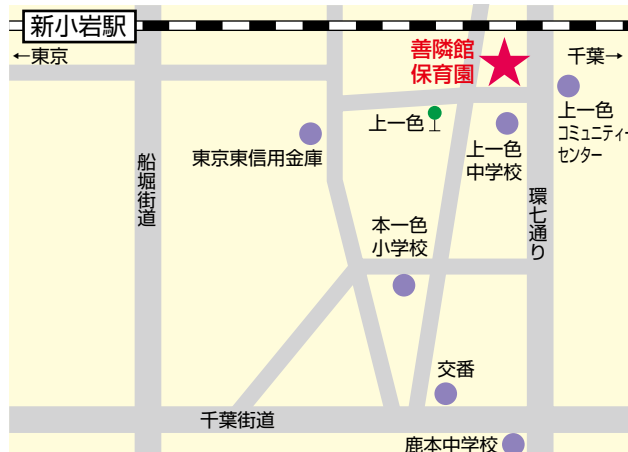 新小岩駅
←東京
千葉→
善隣館
保育園
上一色
コミュニティー
センター
上一色
上一色
中学校
東京東信用金庫
船堀街道
環七通り
本一色
小学校
交番
千葉街道
鹿本中学校